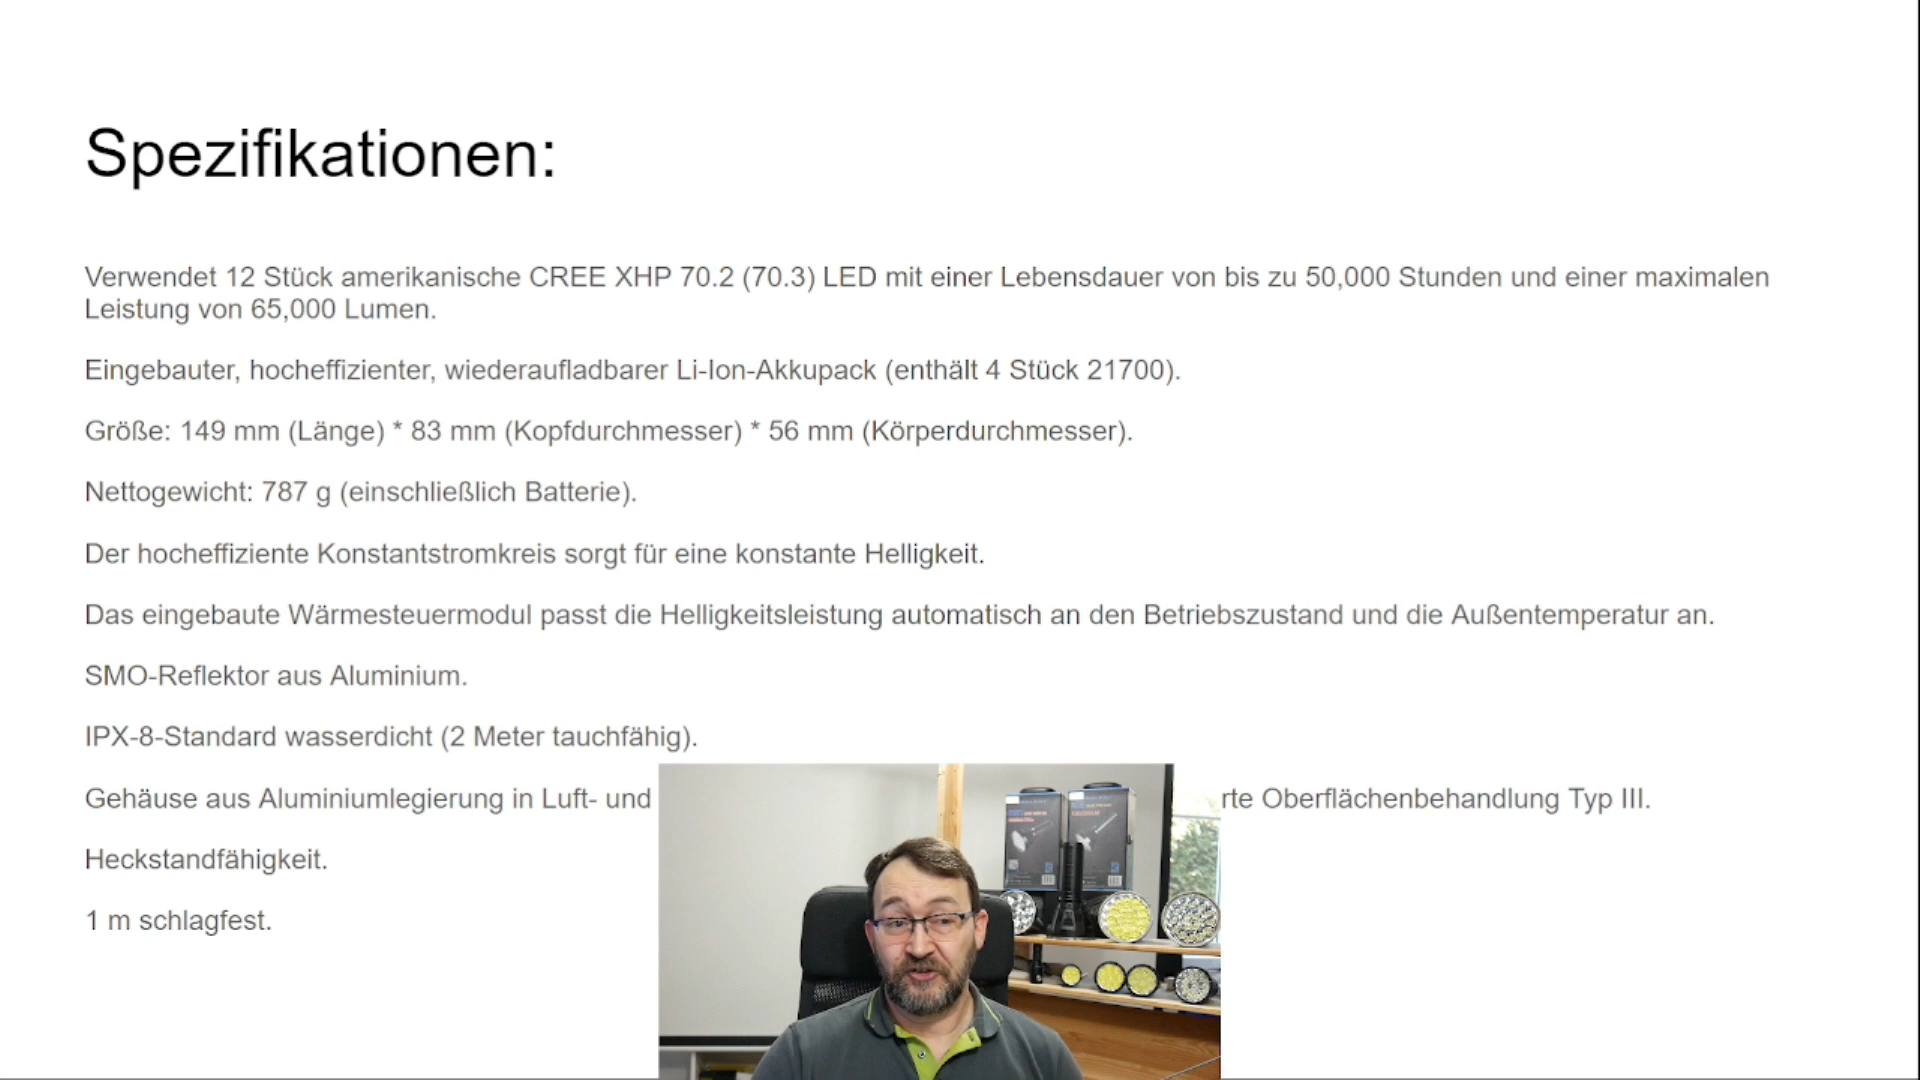 Spezifikationen:
Verwendet 12 Stück amerikanische CREE XHP 70.2 (70.3) LED mit einer Lebensdauer von bis zu 50,000 Stunden und einer maximalen
Leistung von 65,000 Lumen.
Eingebauter, hocheffizienter, wiederaufladbarer Li-Ion-Akkupack (enthält 4 Stück 21700).
Größe: 149 mm (Länge) * 83 mm (Kopfdurchmesser) * 56 mm (Körperdurchmesser).
Nettogewicht: 787 g (einschließlich Batterie).
Der hocheffiziente Konstantstromkreis sorgt für eine konstante Helligkeit.
Das eingebaute Wärmesteuermodul passt die Helligkeitsleistung automatisch an den Betriebszustand und die Außentemperatur an.
SMO-Reflektor aus Aluminium.
IPX-8-Standard wasserdicht (2 Meter tauchfähig).
Gehäuse aus Aluminiumlegierung in Luft- und rte Oberflächenbehandlung Typ III.
Heckstandfähigkeit.
1 m schlagfest.